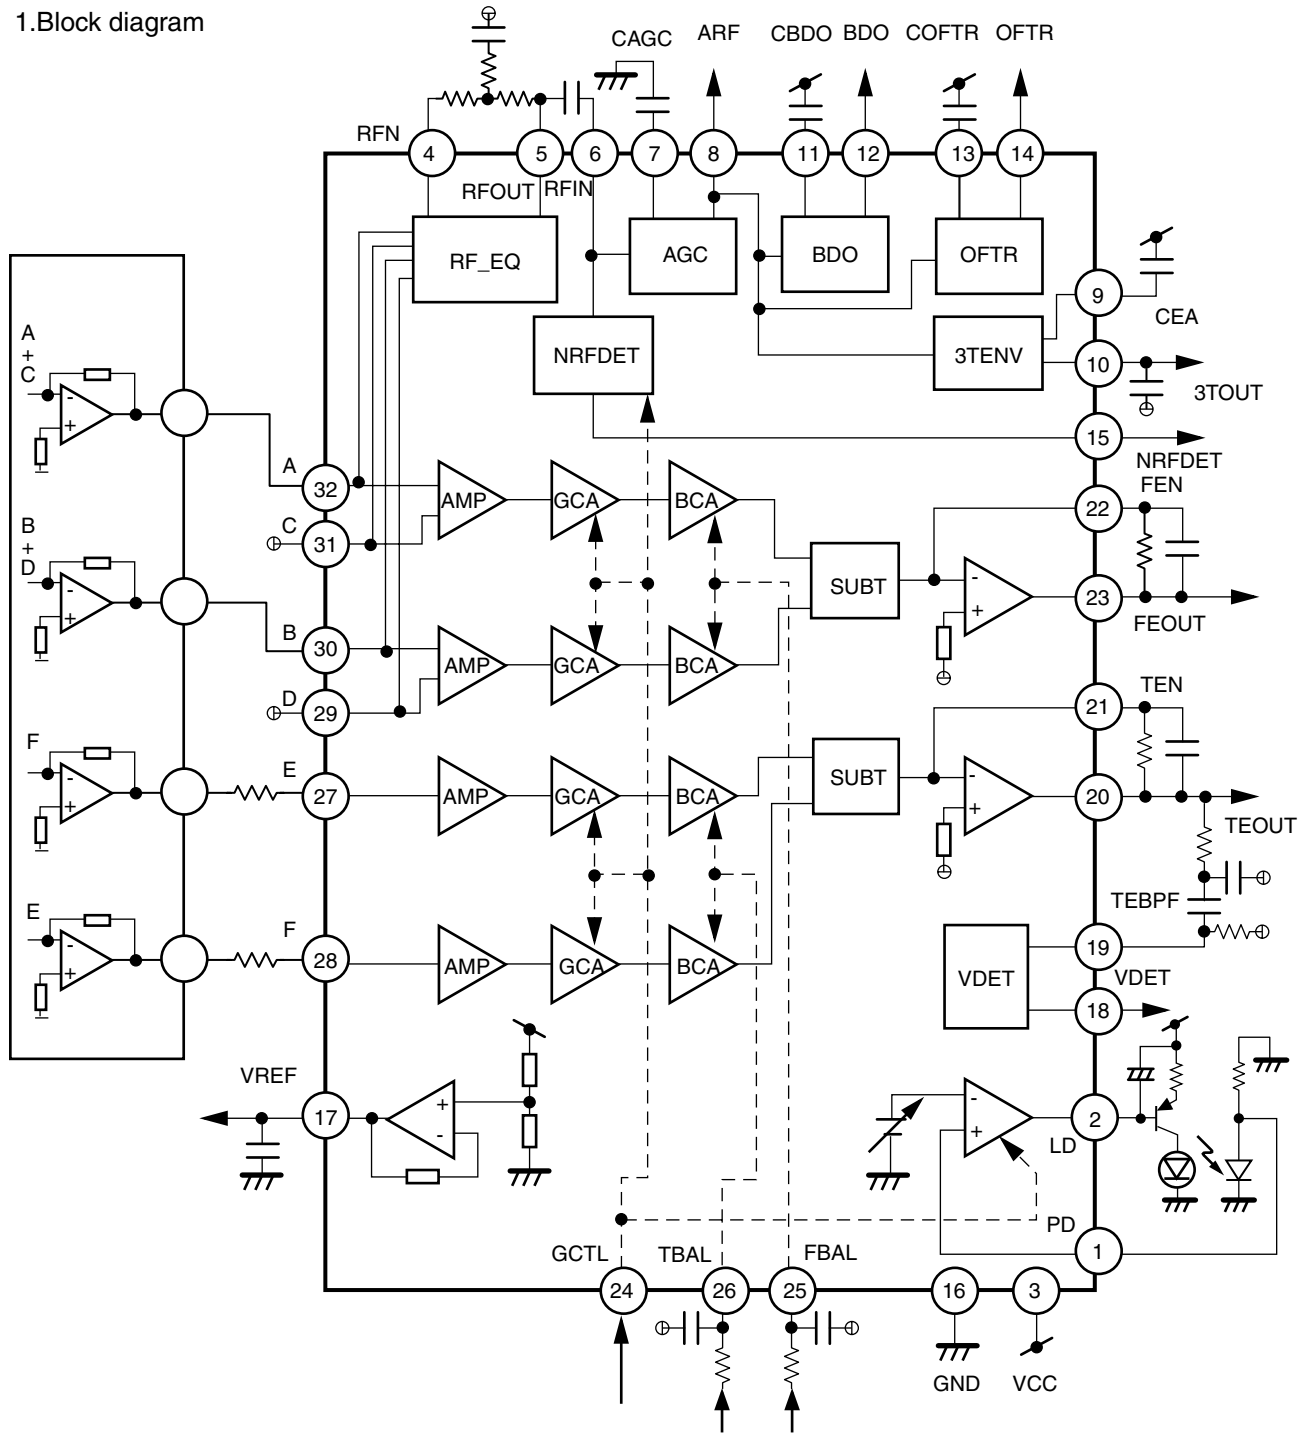 1.Block diagram
CAGC ARF CBDO BDO COFTR OFTR
RFN 4 5 6 7 8 11 12 13 14
RFOUT RFIN
RF_EQ AGC BDO OFTR
9
CEA
NRFDET 3TENV
10
3TOUT
15
NRFDET
A
+
C
-
+
A
32
AMP GCA BCA
FEN
22
C
31
B
+
D
-
+
SUBT
-
+
23
FEOUT
B
30
AMP GCA BCA
D
29
TEN
21
F
-
+
E
27
AMP GCA BCA
SUBT
-
+
20
TEOUT
TEBPF
E
-
+
F
28
AMP GCA BCA
VDET
19
VDET
18
VREF
17
+
-
-
+
2
LD
PD
1
GCTL TBAL FBAL
24 26 25 16 3
GND VCC